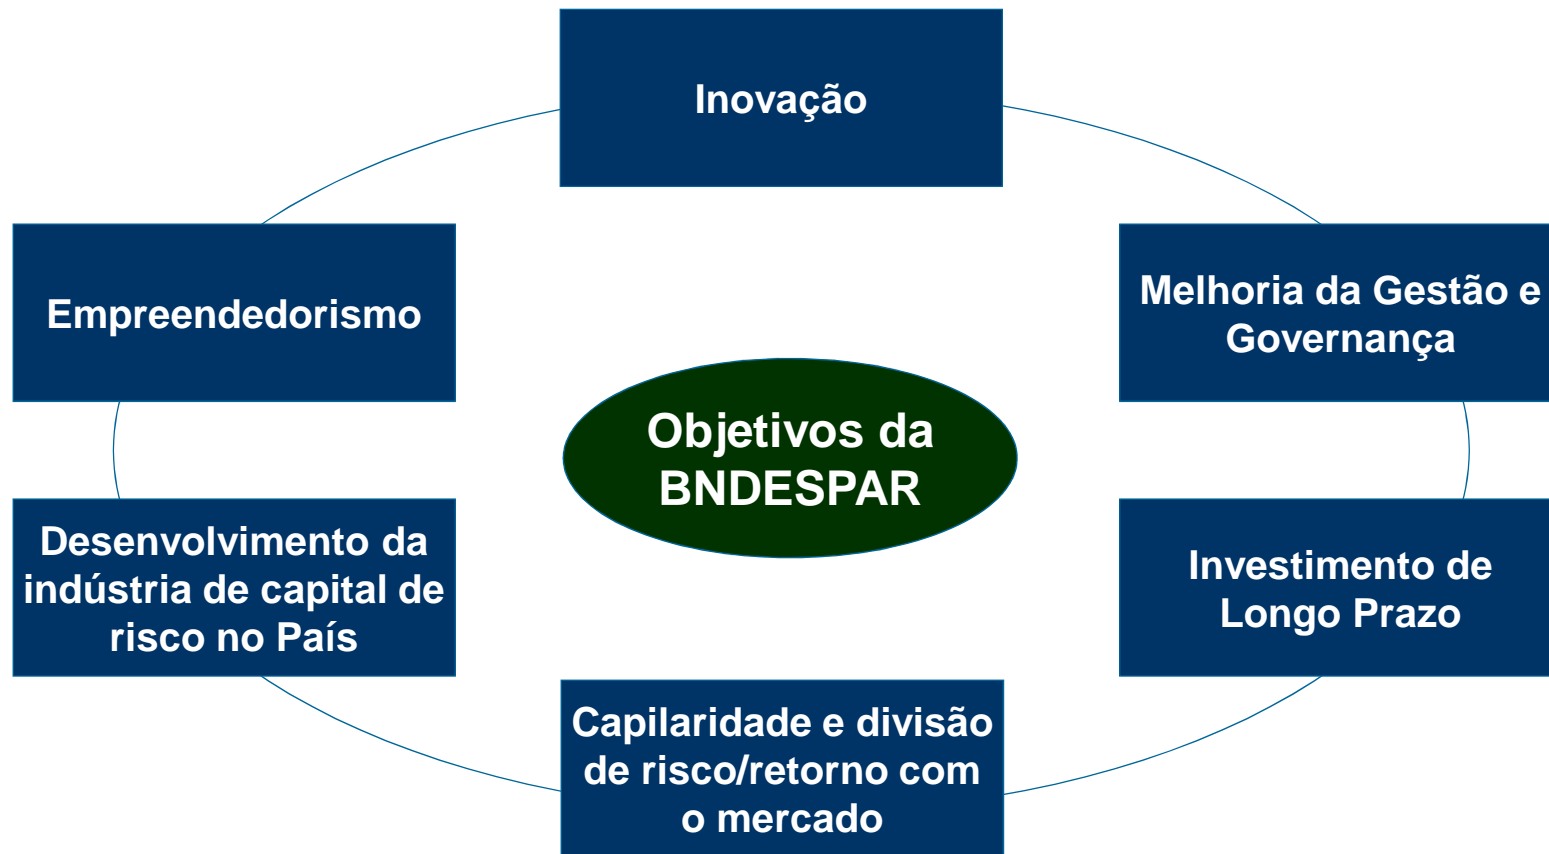 Inovação
Empreendedorismo
Melhoria da Gestão e
Governança
Objetivos da
BNDESPAR
Desenvolvimento da
indústria de capital de
risco no País
Investimento de
Longo Prazo
Capilaridade e divisão
de risco/retorno com
o mercado